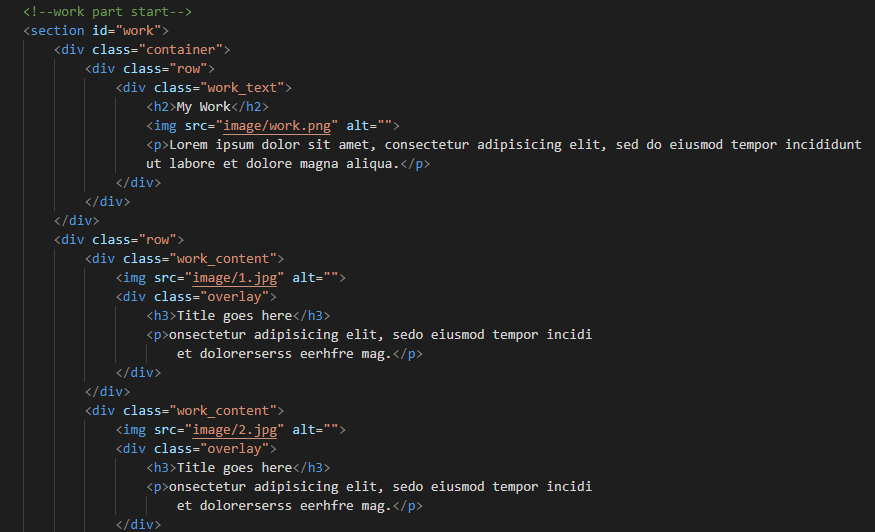 <!--work part start-->
<section id="work">
<div class="container">
<div class="row">
<div class="work_text">
<h2>My Work</h2>
<img src="image/work.png" alt="">
<p>Lorem ipsum dolor sit amet, consectetur adipisicing elit, sed do eiusmod tempor incididunt
ut labore et dolore magna aliqua.</p>
</div>
</div>
</div>
<div class="row">
<div class="work_content">
<img src="image/1.jpg" alt="">
<div class="overlay">
<h3>Title goes here</h3>
<p>onsectetur adipisicing elit, sedo eiusmod tempor incidi
et dolorerserss eerhfre mag.</p>
</div>
</div>
<div class="work_content">
<img src="image/2.jpg" alt="">
<div class="overlay">
<h3>Title goes here</h3>
<p>onsectetur adipisicing elit, sedo eiusmod tempor incidi
et dolorerserss eerhfre mag.</p>
</div>